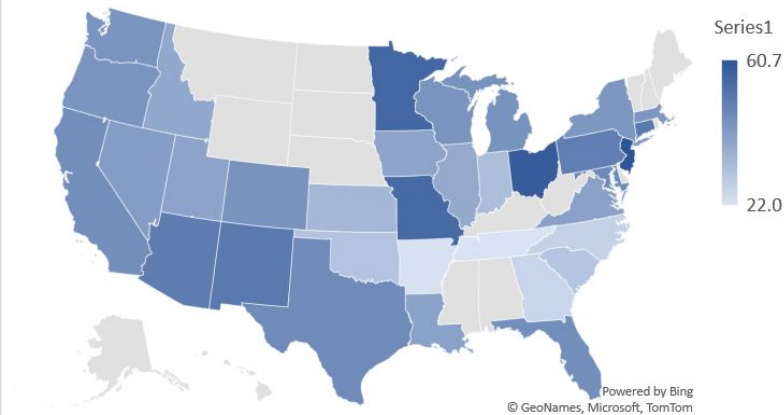 Series1
60.7
22.0
Powered by Bing
© GeoNames, Microsoft, TomTom